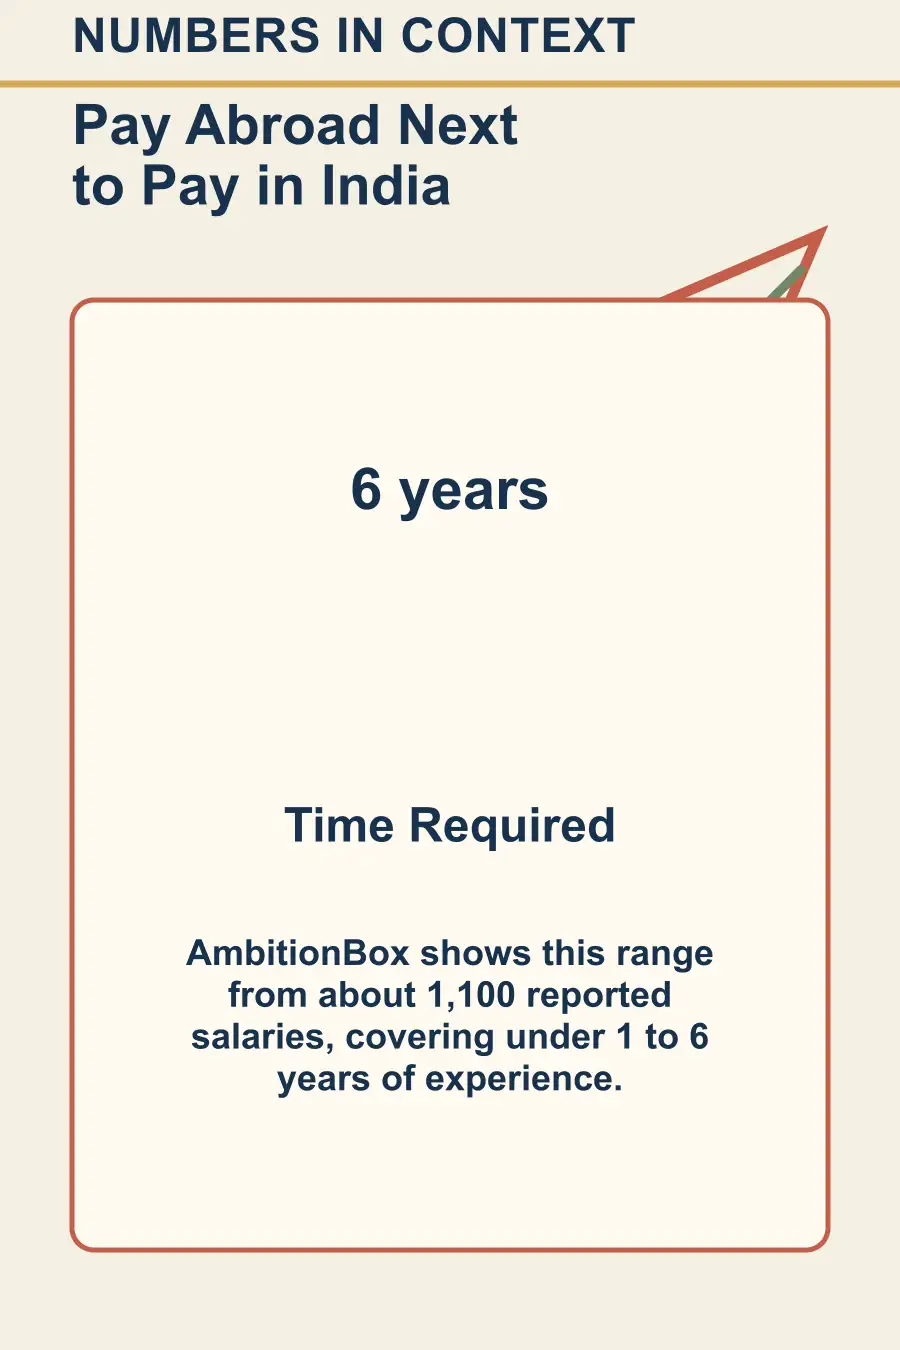 NUMBERS IN CONTEXT
Pay Abroad Next
to Pay in India
6 years
Time Required
AmbitionBox shows this range
from about 1,100 reported
salaries, covering under 1 to 6
years of experience.